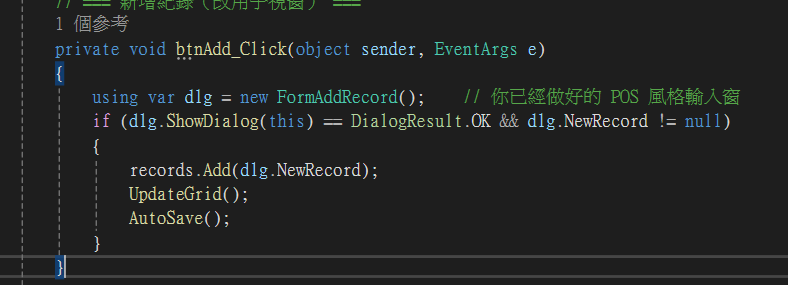 // === 新增紀錄（改用子視窗） ===
1 個參考
private void btnAdd_Click(object sender, EventArgs e)
{
using var dlg = new FormAddRecord();    // 你已經做好的 POS 風格輸入窗
if (dlg.ShowDialog(this) == DialogResult.OK && dlg.NewRecord != null)
{
records.Add(dlg.NewRecord);
UpdateGrid();
AutoSave();
}
}